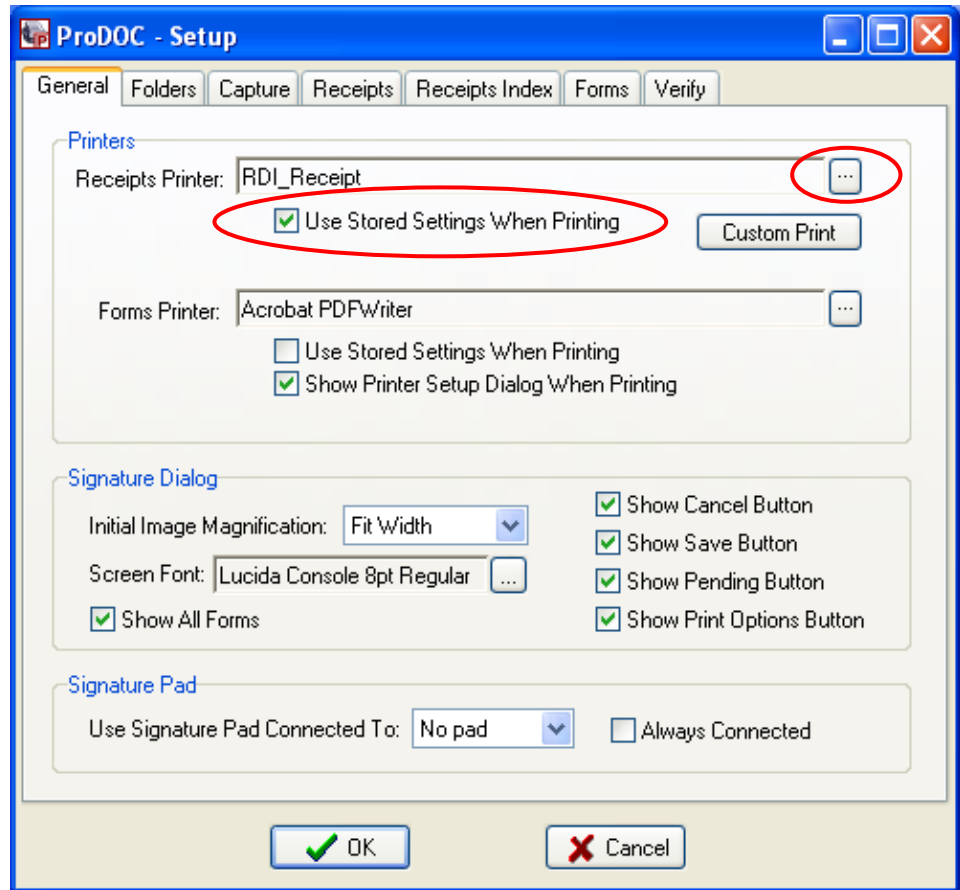 ProDOC - Setup
General Folders Capture Receipts Receipts Index Forms Verify
Printers
Receipts Printer: RDI_Receipt ...
Use Stored Settings When Printing
Custom Print
Forms Printer: Acrobat PDFWriter ...
Use Stored Settings When Printing
Show Printer Setup Dialog When Printing
Signature Dialog
Initial Image Magnification: Fit Width
Screen Font: Lucida Console 8pt Regular ...
Show All Forms
Show Cancel Button
Show Save Button
Show Pending Button
Show Print Options Button
Signature Pad
Use Signature Pad Connected To: No pad
Always Connected
OK Cancel